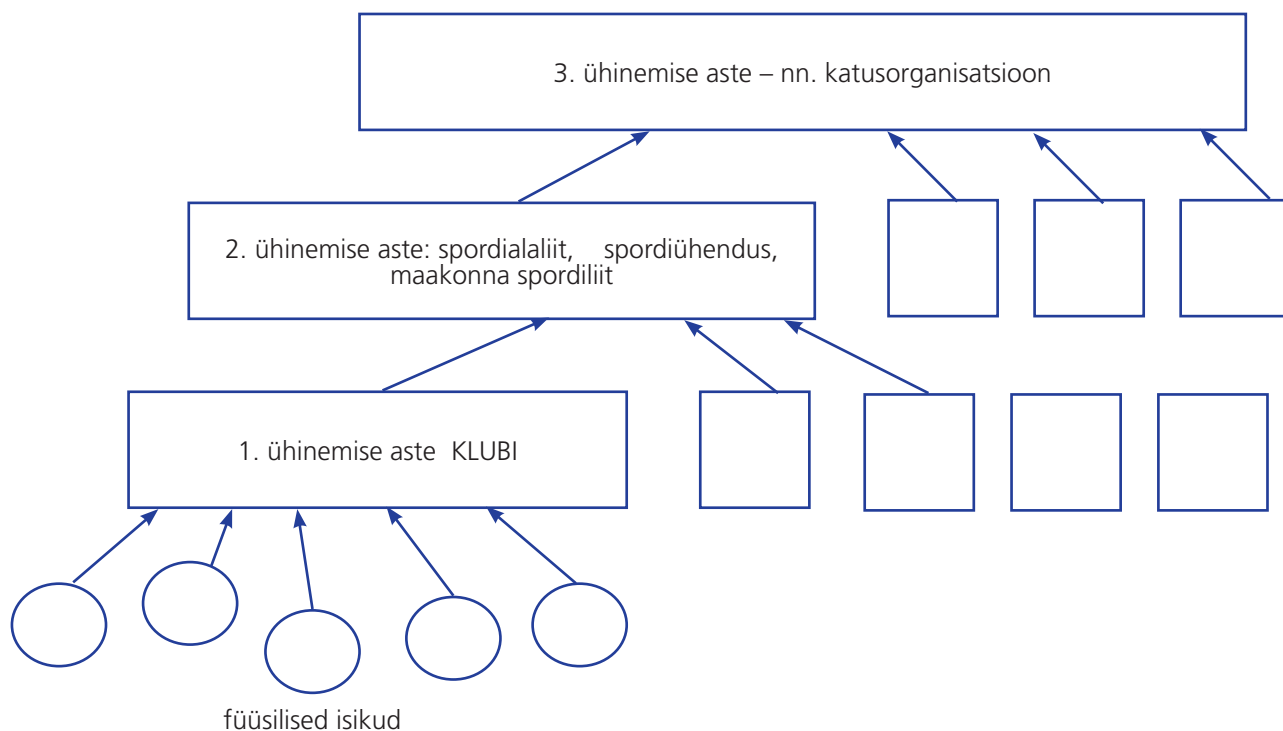 3. ühinemise aste – nn. katusorganisatsioon
2. ühinemise aste: spordialaliit, spordiühendus,
maakonna spordiliit
1. ühinemise aste KLUBI
füüsilised isikud